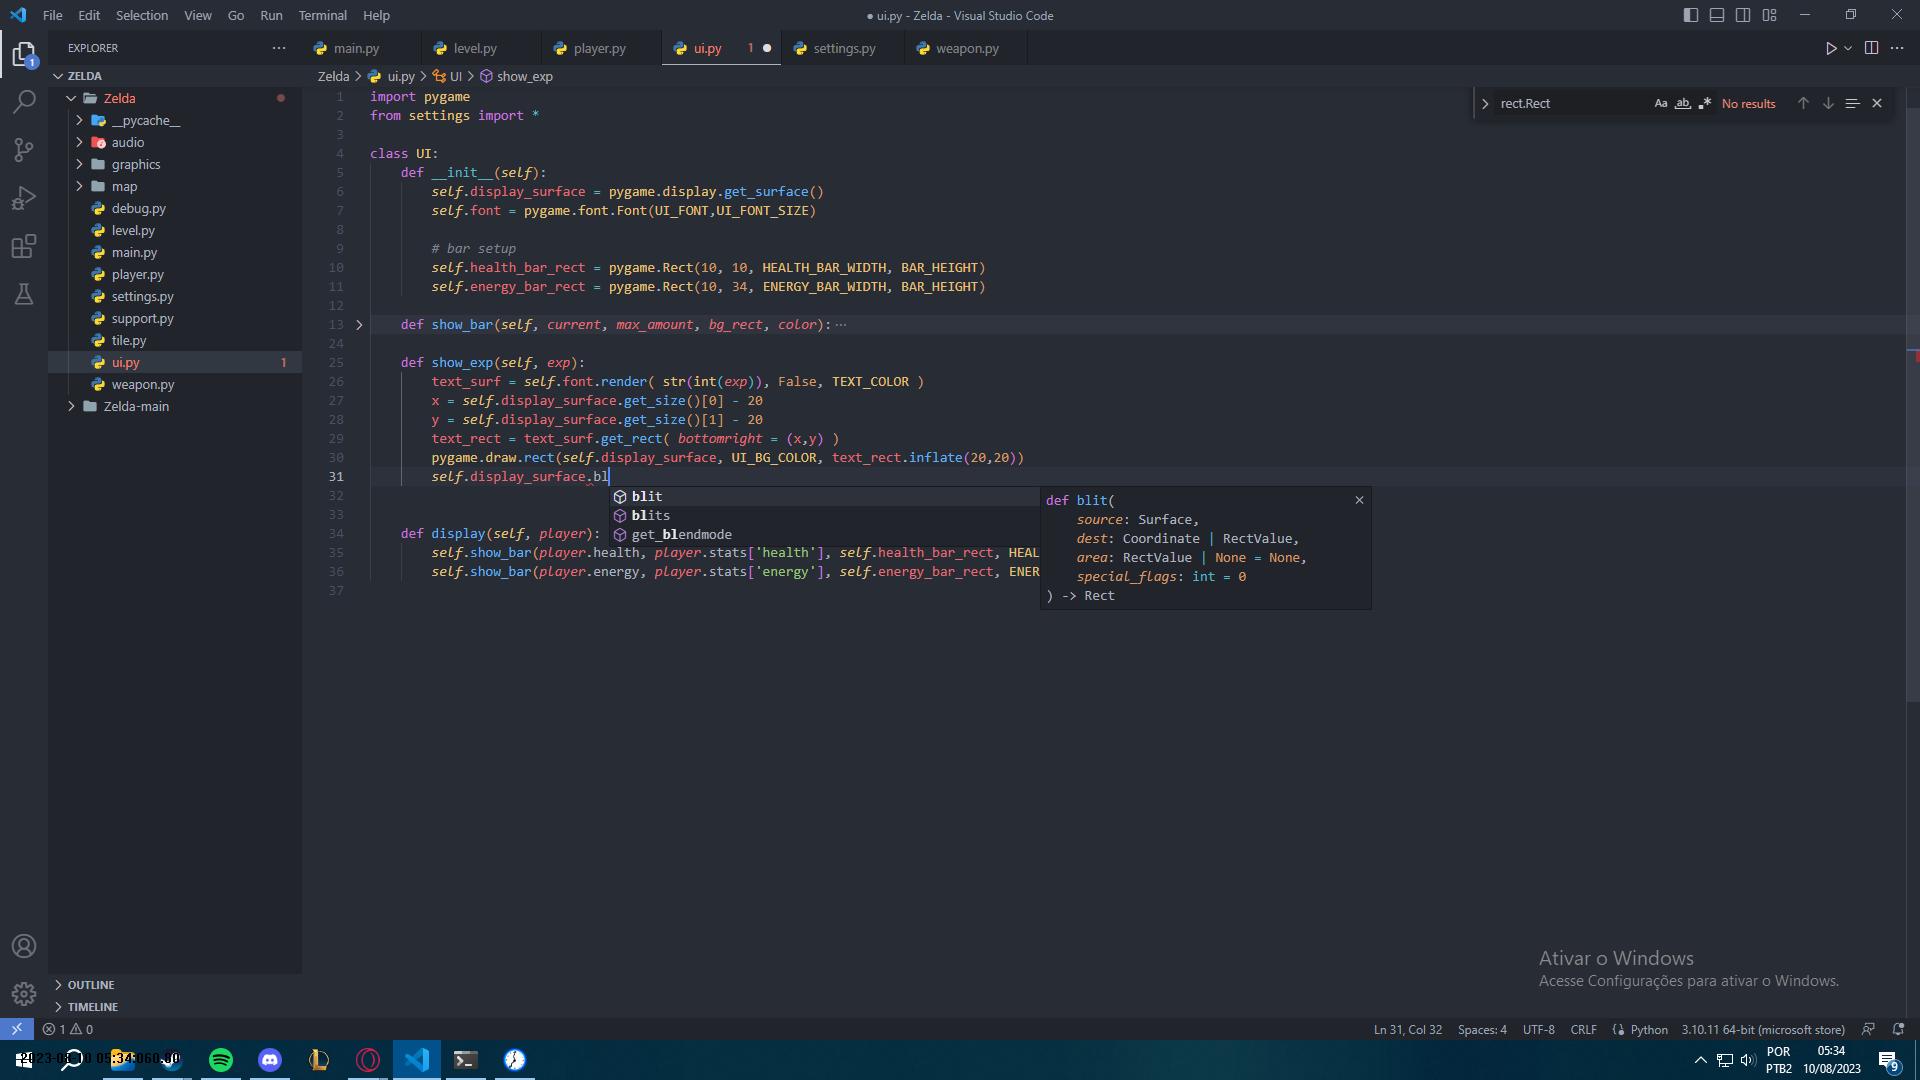 File Edit Selection View Go Run Terminal Help
● ui.py - Zelda - Visual Studio Code
EXPLORER
main.py level.py player.py ui.py 1 settings.py weapon.py
ZELDA
Zelda
__pycache__
audio
graphics
map
debug.py
level.py
main.py
player.py
settings.py
support.py
tile.py
ui.py 1
weapon.py
Zelda-main
OUTLINE
TIMELINE
Zelda > ui.py > UI > show_exp
rect.Rect Aa ab .* No results
1 import pygame
2 from settings import *
3
4 class UI:
5 def __init__(self):
6 self.display_surface = pygame.display.get_surface()
7 self.font = pygame.font.Font(UI_FONT,UI_FONT_SIZE)
8
9 # bar setup
10 self.health_bar_rect = pygame.Rect(10, 10, HEALTH_BAR_WIDTH, BAR_HEIGHT)
11 self.energy_bar_rect = pygame.Rect(10, 34, ENERGY_BAR_WIDTH, BAR_HEIGHT)
12
13 def show_bar(self, current, max_amount, bg_rect, color):···
24
25 def show_exp(self, exp):
26 text_surf = self.font.render( str(int(exp)), False, TEXT_COLOR )
27 x = self.display_surface.get_size()[0] - 20
28 y = self.display_surface.get_size()[1] - 20
29 text_rect = text_surf.get_rect( bottomright = (x,y) )
30 pygame.draw.rect(self.display_surface, UI_BG_COLOR, text_rect.inflate(20,20))
31 self.display_surface.bl
32
33
34 def display(self, player):
35 self.show_bar(player.health, player.stats['health'], self.health_bar_rect, HEAL
36 self.show_bar(player.energy, player.stats['energy'], self.energy_bar_rect, ENER
37
blit
blits
get_blendmode
def blit(
source: Surface,
dest: Coordinate | RectValue,
area: RectValue | None = None,
special_flags: int = 0
) -> Rect
Ativar o Windows
Acesse Configurações para ativar o Windows.
1 0
Ln 31, Col 32 Spaces: 4 UTF-8 CRLF Python 3.10.11 64-bit (microsoft store)
POR
PTB2
05:34
10/08/2023
9